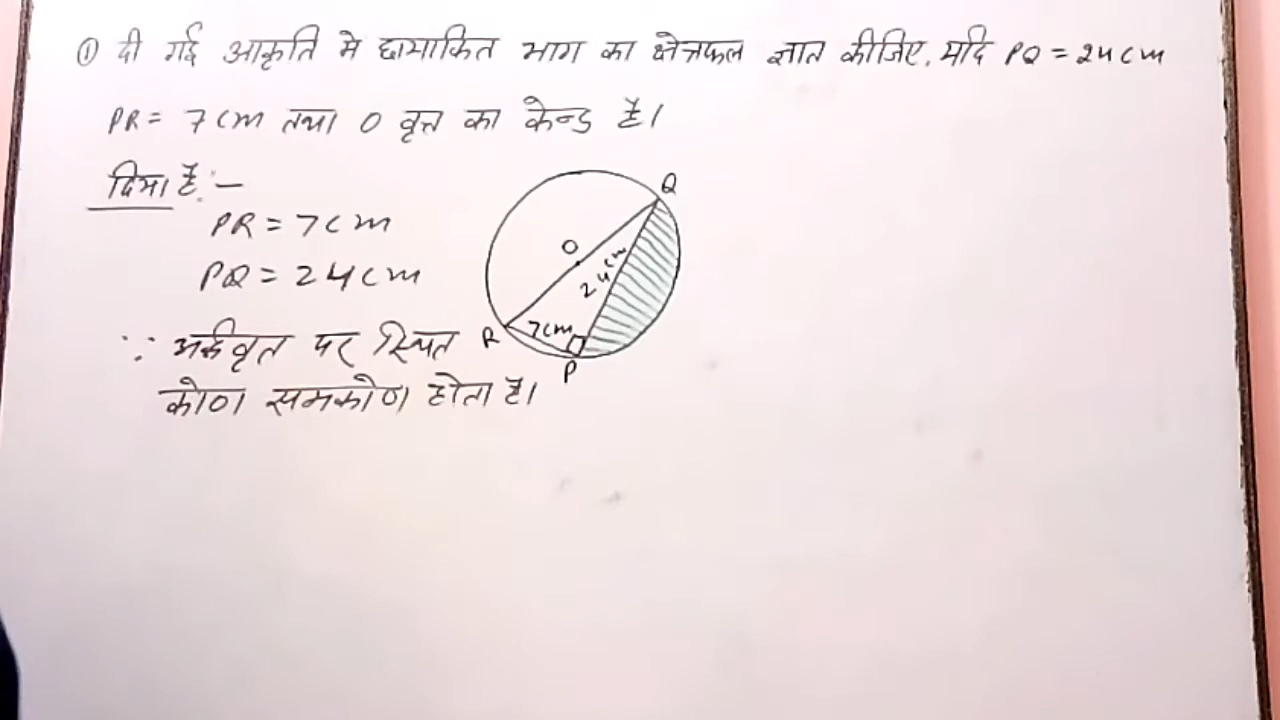 ① दी गई आकृति मे छायाकित भाग का क्षेत्रफल ज्ञात कीजिए, यदि PQ = 24 cm
PR = 7 cm तथा O वृत्त का केन्द्र है।
दिया है :-
PR = 7 cm
PQ = 24 cm
∵ अर्द्धवृत पर स्थित
कोण समकोण होता है।
Q
O
24 cm
R
7 cm
P